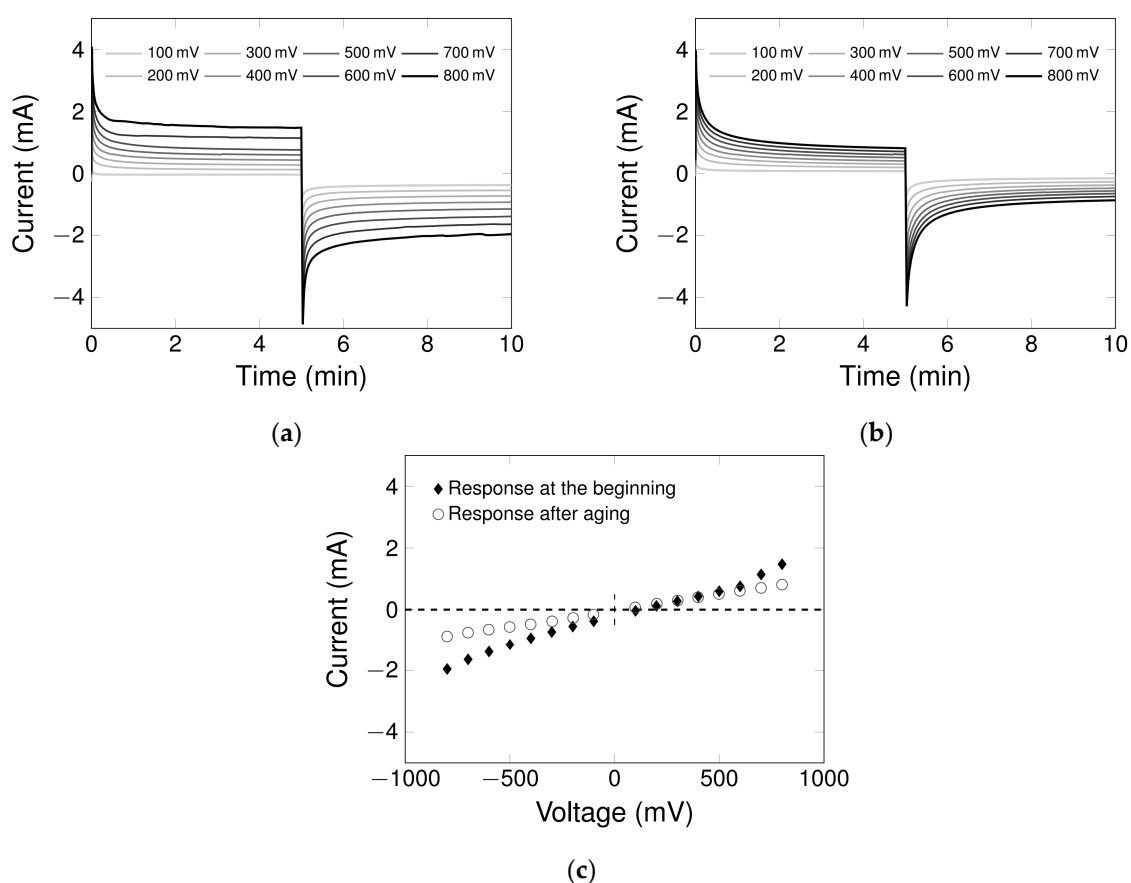 4
2
0
−2
−4
Current (mA)
100 mV 300 mV 500 mV 700 mV
200 mV 400 mV 600 mV 800 mV
0 2 4 6 8 10
Time (min)
(a)
4
2
0
−2
−4
Current (mA)
100 mV 300 mV 500 mV 700 mV
200 mV 400 mV 600 mV 800 mV
0 2 4 6 8 10
Time (min)
(b)
4
2
0
−2
−4
Current (mA)
Response at the beginning
Response after aging
−1000 −500 0 500 1000
Voltage (mV)
(c)